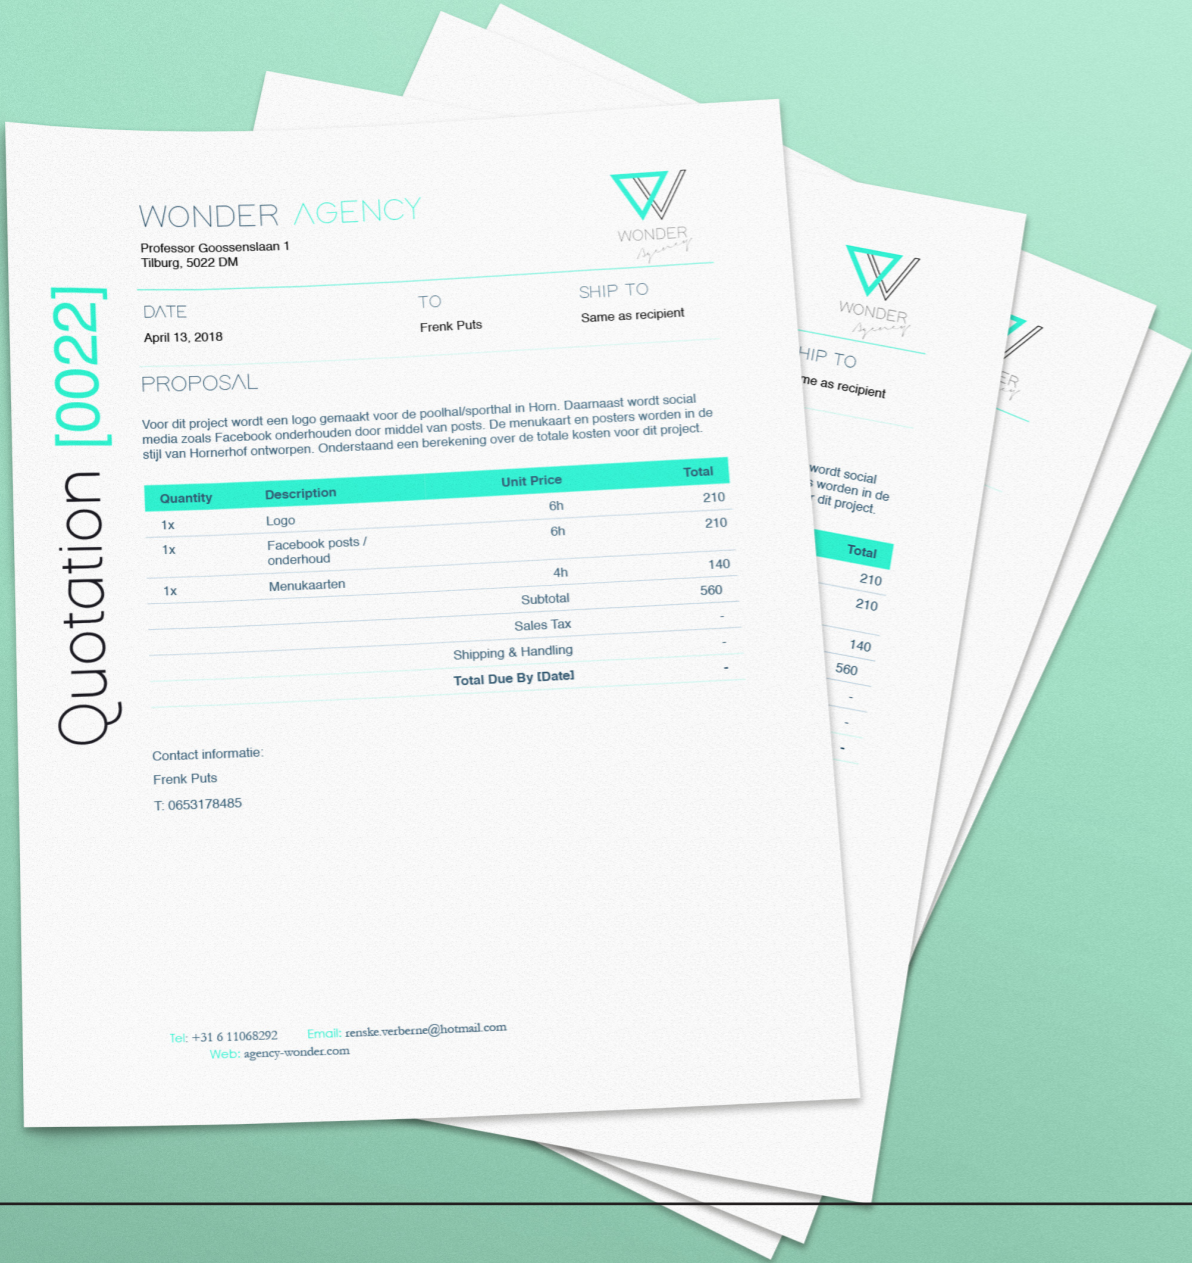 WONDER AGENCY
Professor Goossenslaan 1
Tilburg, 5022 DM
WONDER
Agency
Quotation [0022]
DATE
April 13, 2018
TO
Frenk Puts
SHIP TO
Same as recipient
PROPOSAL
Voor dit project wordt een logo gemaakt voor de poolhal/sporthal in Horn. Daarnaast wordt social
media zoals Facebook onderhouden door middel van posts. De menukaart en posters worden in de
stijl van Hornerhof ontworpen. Onderstaand een berekening over de totale kosten voor dit project.
Quantity Description Unit Price Total
1x Logo 6h 210
1x Facebook posts / 6h 210
onderhoud
1x Menukaarten 4h 140
Subtotal 560
Sales Tax -
Shipping & Handling -
Total Due By [Date] -
Contact informatie:
Frenk Puts
T: 0653178485
Tel: +31 6 11068292 Email: renske.verberne@hotmail.com
Web: agency-wonder.com
WONDER
Agency
HIP TO
me as recipient
wordt social
s worden in de
r dit project.
Total
210
210
140
560
-
-
-
ER